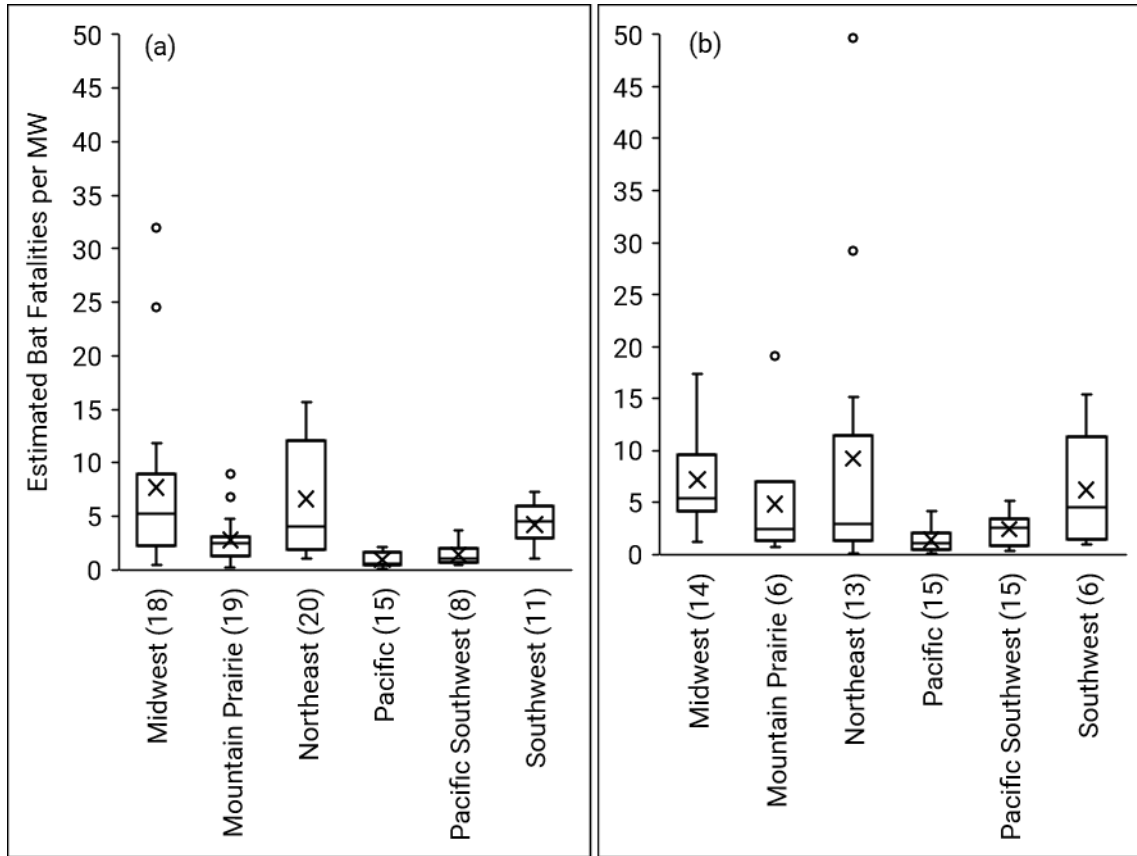 Estimated Bat Fatalities per MW
(a)
50
45
40
35
30
25
20
15
10
5
0
Midwest (18)
Mountain Prairie (19)
Northeast (20)
Pacific (15)
Pacific Southwest (8)
Southwest (11)
(b)
50
45
40
35
30
25
20
15
10
5
0
Midwest (14)
Mountain Prairie (6)
Northeast (13)
Pacific (15)
Pacific Southwest (15)
Southwest (6)